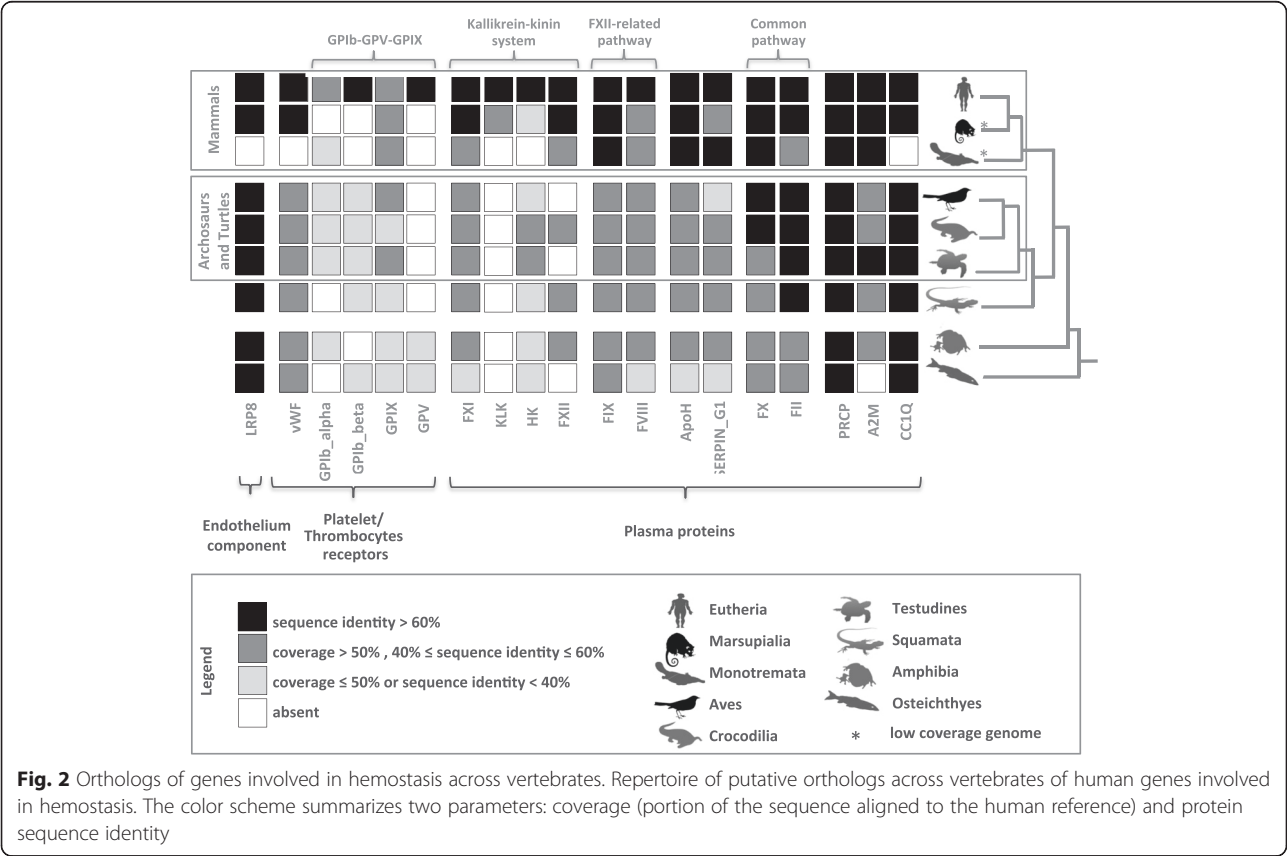 GPIb-GPV-GPIX
Kallikrein-kinin
system
FXII-related
pathway
Common
pathway
Mammals
*
*
Archosaurs
and Turtles
LRP8
vWF
GPIb_alpha
GPIb_beta
GPIX
GPV
FXI
KLK
HK
FXII
FIX
FVIII
ApoH
SERPIN_G1
FX
FII
PRCP
A2M
CC1Q
Endothelium
component
Platelet/
Thrombocytes
receptors
Plasma proteins
Legend
sequence identity > 60%
coverage > 50% , 40% ≤ sequence identity ≤ 60%
coverage ≤ 50% or sequence identity < 40%
absent
Eutheria
Marsupialia
Monotremata
Aves
Crocodilia
Testudines
Squamata
Amphibia
Osteichthyes
* low coverage genome
Fig. 2 Orthologs of genes involved in hemostasis across vertebrates. Repertoire of putative orthologs across vertebrates of human genes involved
in hemostasis. The color scheme summarizes two parameters: coverage (portion of the sequence aligned to the human reference) and protein
sequence identity